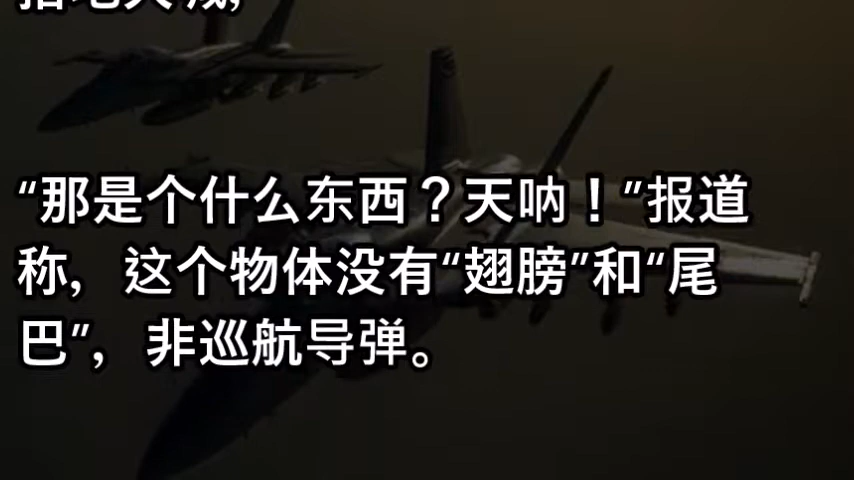 “那是个什么东西？天呐！”报道
称，这个物体没有“翅膀”和“尾
巴”，非巡航导弹。